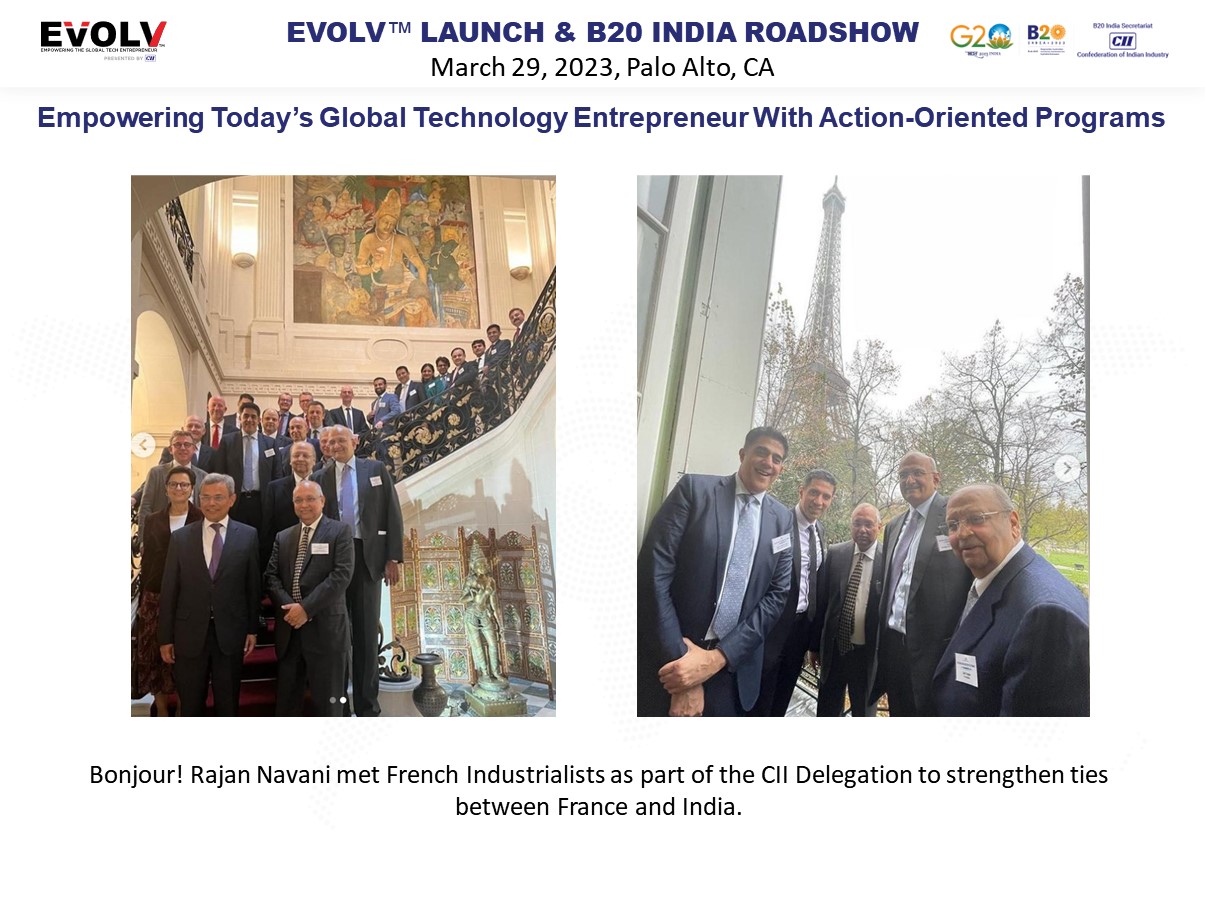 EVOLV™
EMPOWERING THE GLOBAL TECH ENTREPRENEUR
PRESENTED BY CII
EVOLV™ LAUNCH & B20 INDIA ROADSHOW
March 29, 2023, Palo Alto, CA
G20
B20
B20 India Secretariat
CII
Confederation of Indian Industry
Empowering Today’s Global Technology Entrepreneur With Action-Oriented Programs
Bonjour! Rajan Navani met French Industrialists as part of the CII Delegation to strengthen ties
between France and India.